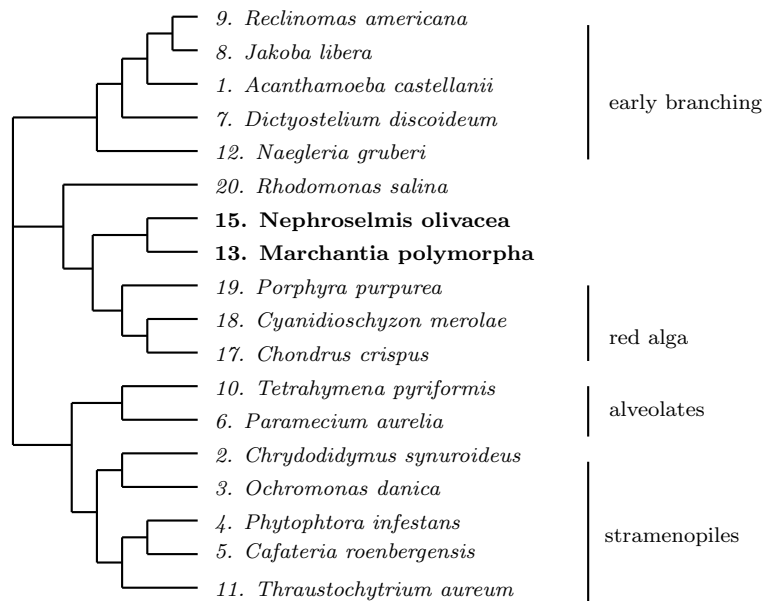 9. Reclinomas americana
8. Jakoba libera
1. Acanthamoeba castellanii
early branching
7. Dictyostelium discoideum
12. Naegleria gruberi
20. Rhodomonas salina
15. Nephroselmis olivacea
13. Marchantia polymorpha
19. Porphyra purpurea
18. Cyanidioschyzon merolae
red alga
17. Chondrus crispus
10. Tetrahymena pyriformis
alveolates
6. Paramecium aurelia
2. Chrydodidymus synuroideus
3. Ochromonas danica
4. Phytophtora infestans
stramenopiles
5. Cafateria roenbergensis
11. Thraustochytrium aureum